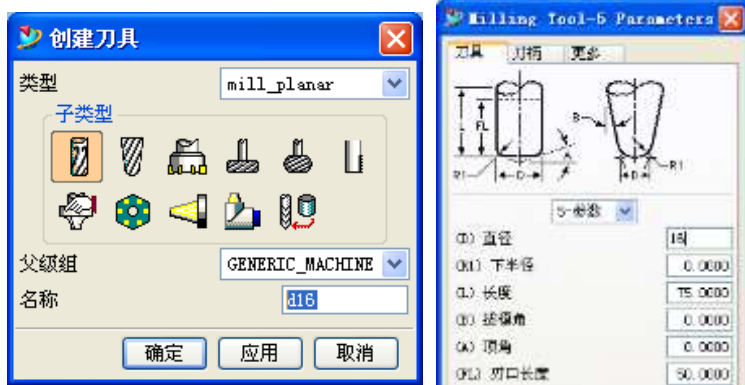 创建刀具
类型
mill_planar
子类型
父级组
GENERIC_MACHINE
名称
d16
确定
应用
取消
Milling Tool-5 Parameters
刀具
刀柄
更多
L
FL
B
R1
D
R1
D
5-参数
(D) 直径
16
(R1) 下半径
0.0000
(L) 长度
75.0000
(B) 拔模角
0.0000
(A) 顶角
0.0000
(FL) 刃口长度
50.0000